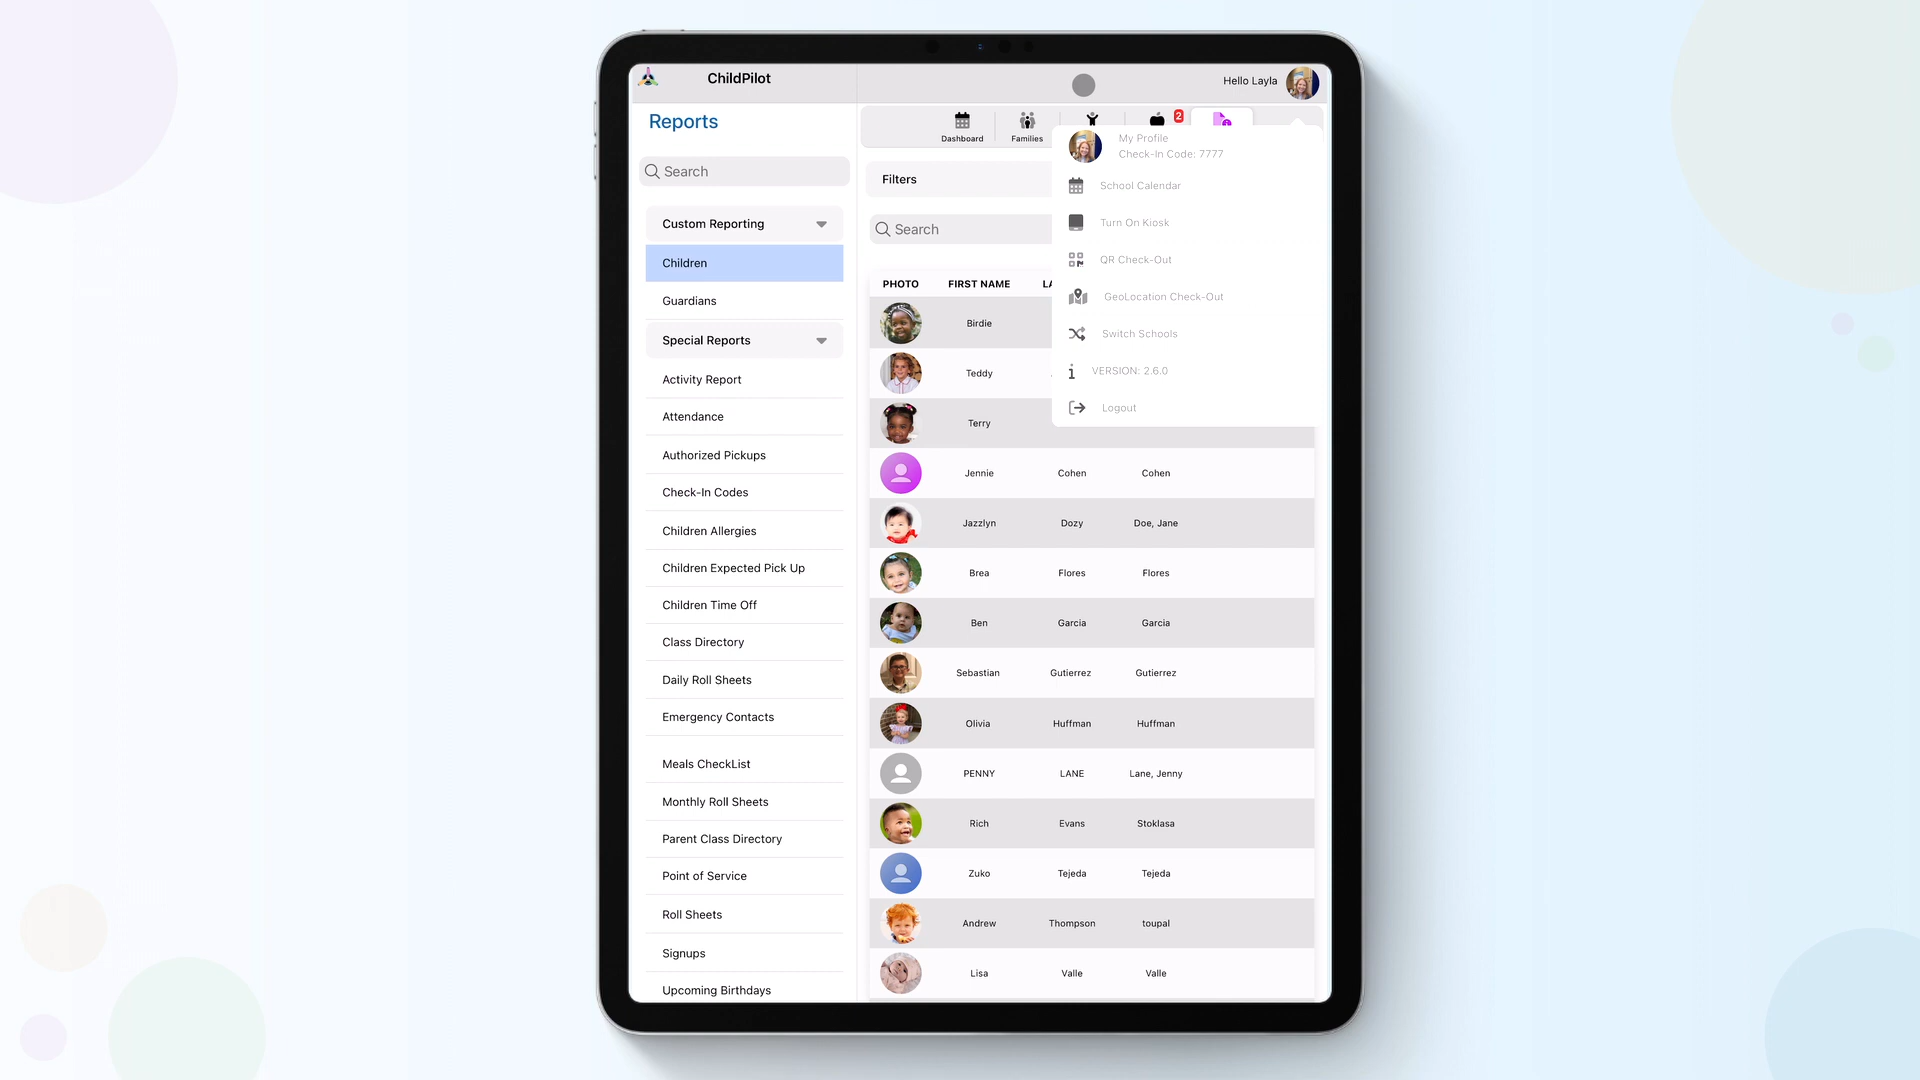 ChildPilot
Hello Layla
Reports
Search
Custom Reporting
Children
Guardians
Special Reports
Activity Report
Attendance
Authorized Pickups
Check-In Codes
Children Allergies
Children Expected Pick Up
Children Time Off
Class Directory
Daily Roll Sheets
Emergency Contacts
Meals CheckList
Monthly Roll Sheets
Parent Class Directory
Point of Service
Roll Sheets
Signups
Upcoming Birthdays
Dashboard
Families
2
Filters
Search
My Profile
Check-In Code: 7777
School Calendar
Turn On Kiosk
QR Check-Out
GeoLocation Check-Out
Switch Schools
VERSION: 2.6.0
Logout
PHOTO FIRST NAME LA
Birdie
Teddy
Terry
Jennie Cohen Cohen
Jazzlyn Dozy Doe, Jane
Brea Flores Flores
Ben Garcia Garcia
Sebastian Gutierrez Gutierrez
Olivia Huffman Huffman
PENNY LANE Lane, Jenny
Rich Evans Stoklasa
Zuko Tejeda Tejeda
Andrew Thompson toupal
Lisa Valle Valle